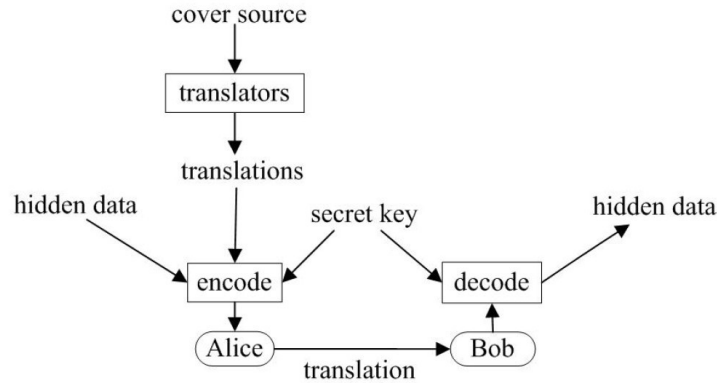 cover source
translators
translations
hidden data
secret key
hidden data
encode
decode
Alice
Bob
translation